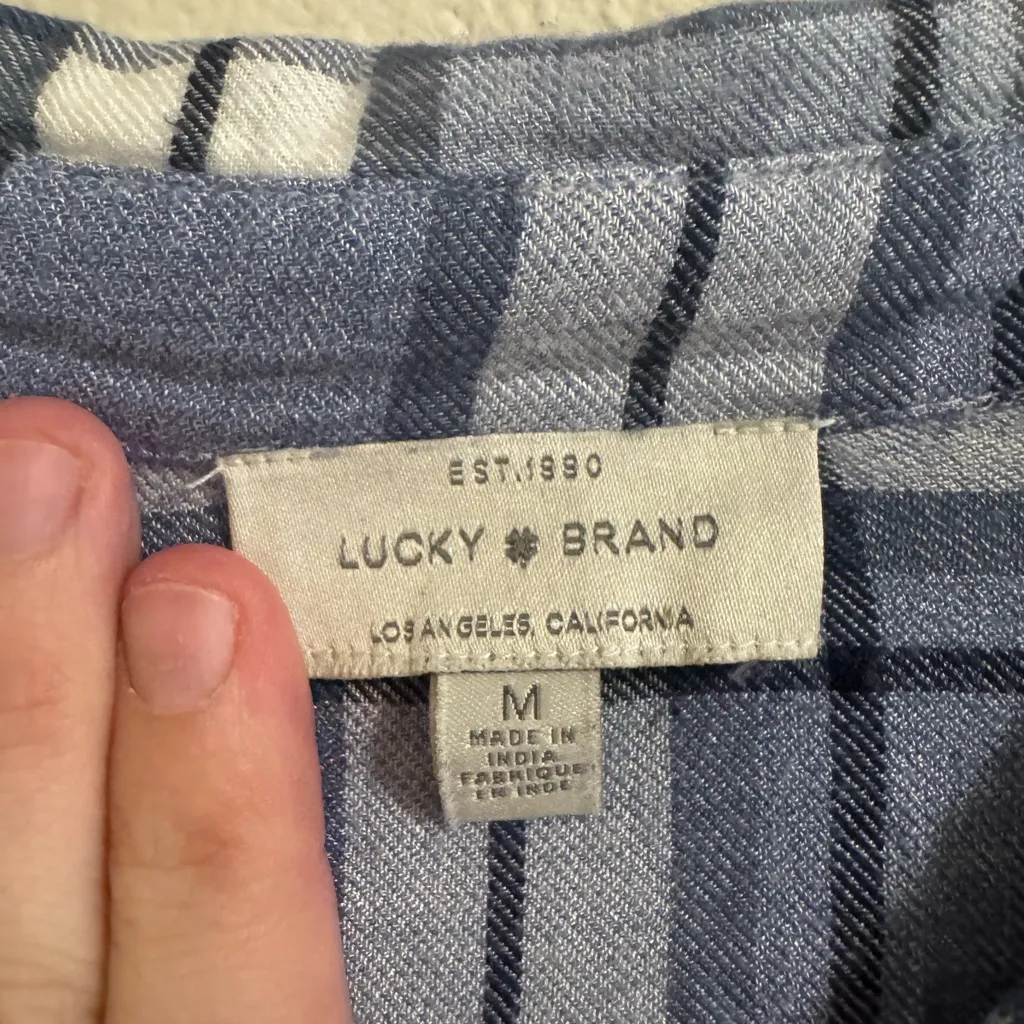 EST. 1990
LUCKY BRAND
LOS ANGELES, CALIFORNIA
M
MADE IN
INDIA
FABRIQUE
EN INDE